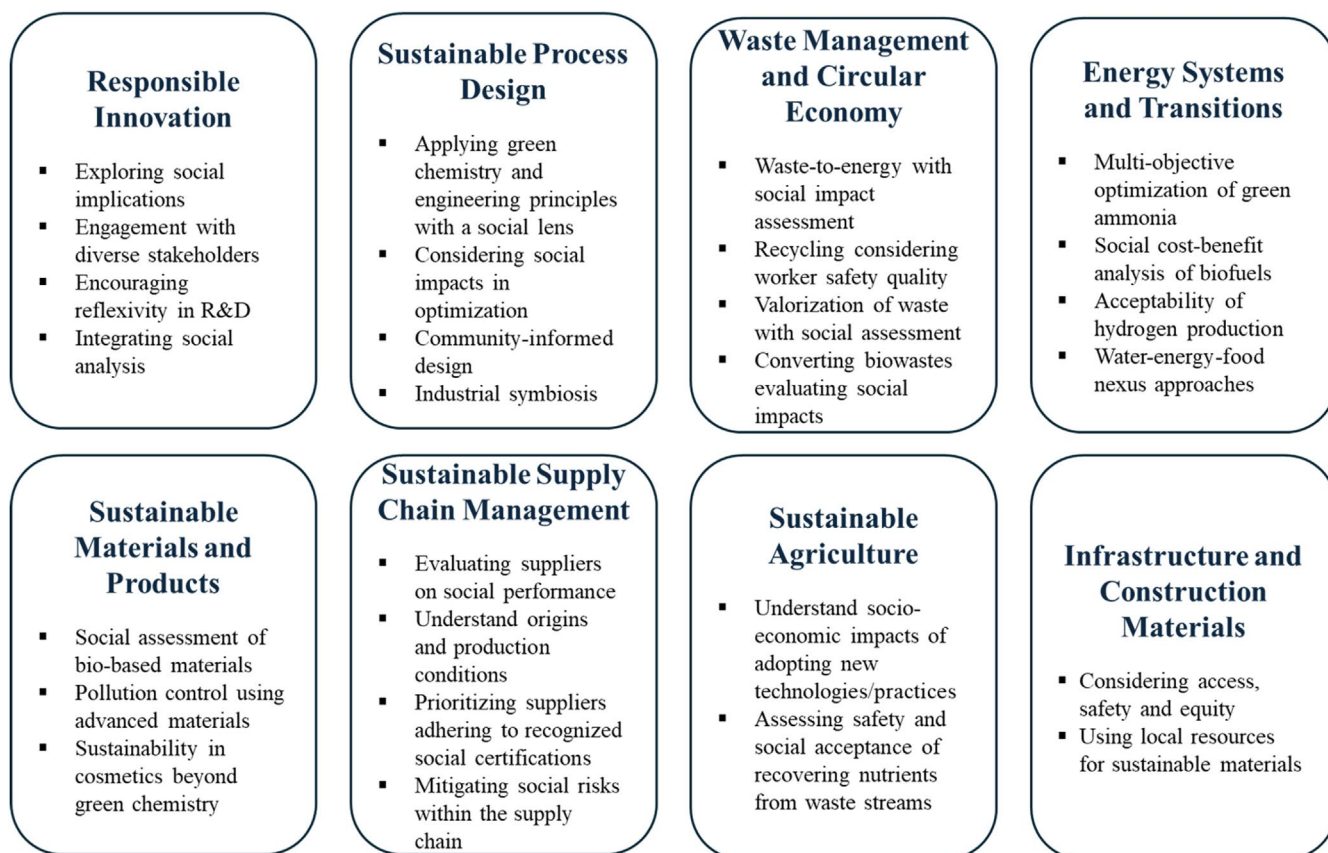 Responsible
Innovation
▪ Exploring social
implications
▪ Engagement with
diverse stakeholders
▪ Encouraging
reflexivity in R&D
▪ Integrating social
analysis
Sustainable Process
Design
▪ Applying green
chemistry and
engineering principles
with a social lens
▪ Considering social
impacts in
optimization
▪ Community-informed
design
▪ Industrial symbiosis
Waste Management
and Circular
Economy
▪ Waste-to-energy with
social impact
assessment
▪ Recycling considering
worker safety quality
▪ Valorization of waste
with social assessment
▪ Converting biowastes
evaluating social
impacts
Energy Systems
and Transitions
▪ Multi-objective
optimization of green
ammonia
▪ Social cost-benefit
analysis of biofuels
▪ Acceptability of
hydrogen production
▪ Water-energy-food
nexus approaches
Sustainable
Materials and
Products
▪ Social assessment of
bio-based materials
▪ Pollution control using
advanced materials
▪ Sustainability in
cosmetics beyond
green chemistry
Sustainable Supply
Chain Management
▪ Evaluating suppliers
on social performance
▪ Understand origins
and production
conditions
▪ Prioritizing suppliers
adhering to recognized
social certifications
▪ Mitigating social risks
within the supply
chain
Sustainable
Agriculture
▪ Understand socio-
economic impacts of
adopting new
technologies/practices
▪ Assessing safety and
social acceptance of
recovering nutrients
from waste streams
Infrastructure and
Construction
Materials
▪ Considering access,
safety and equity
▪ Using local resources
for sustainable materials